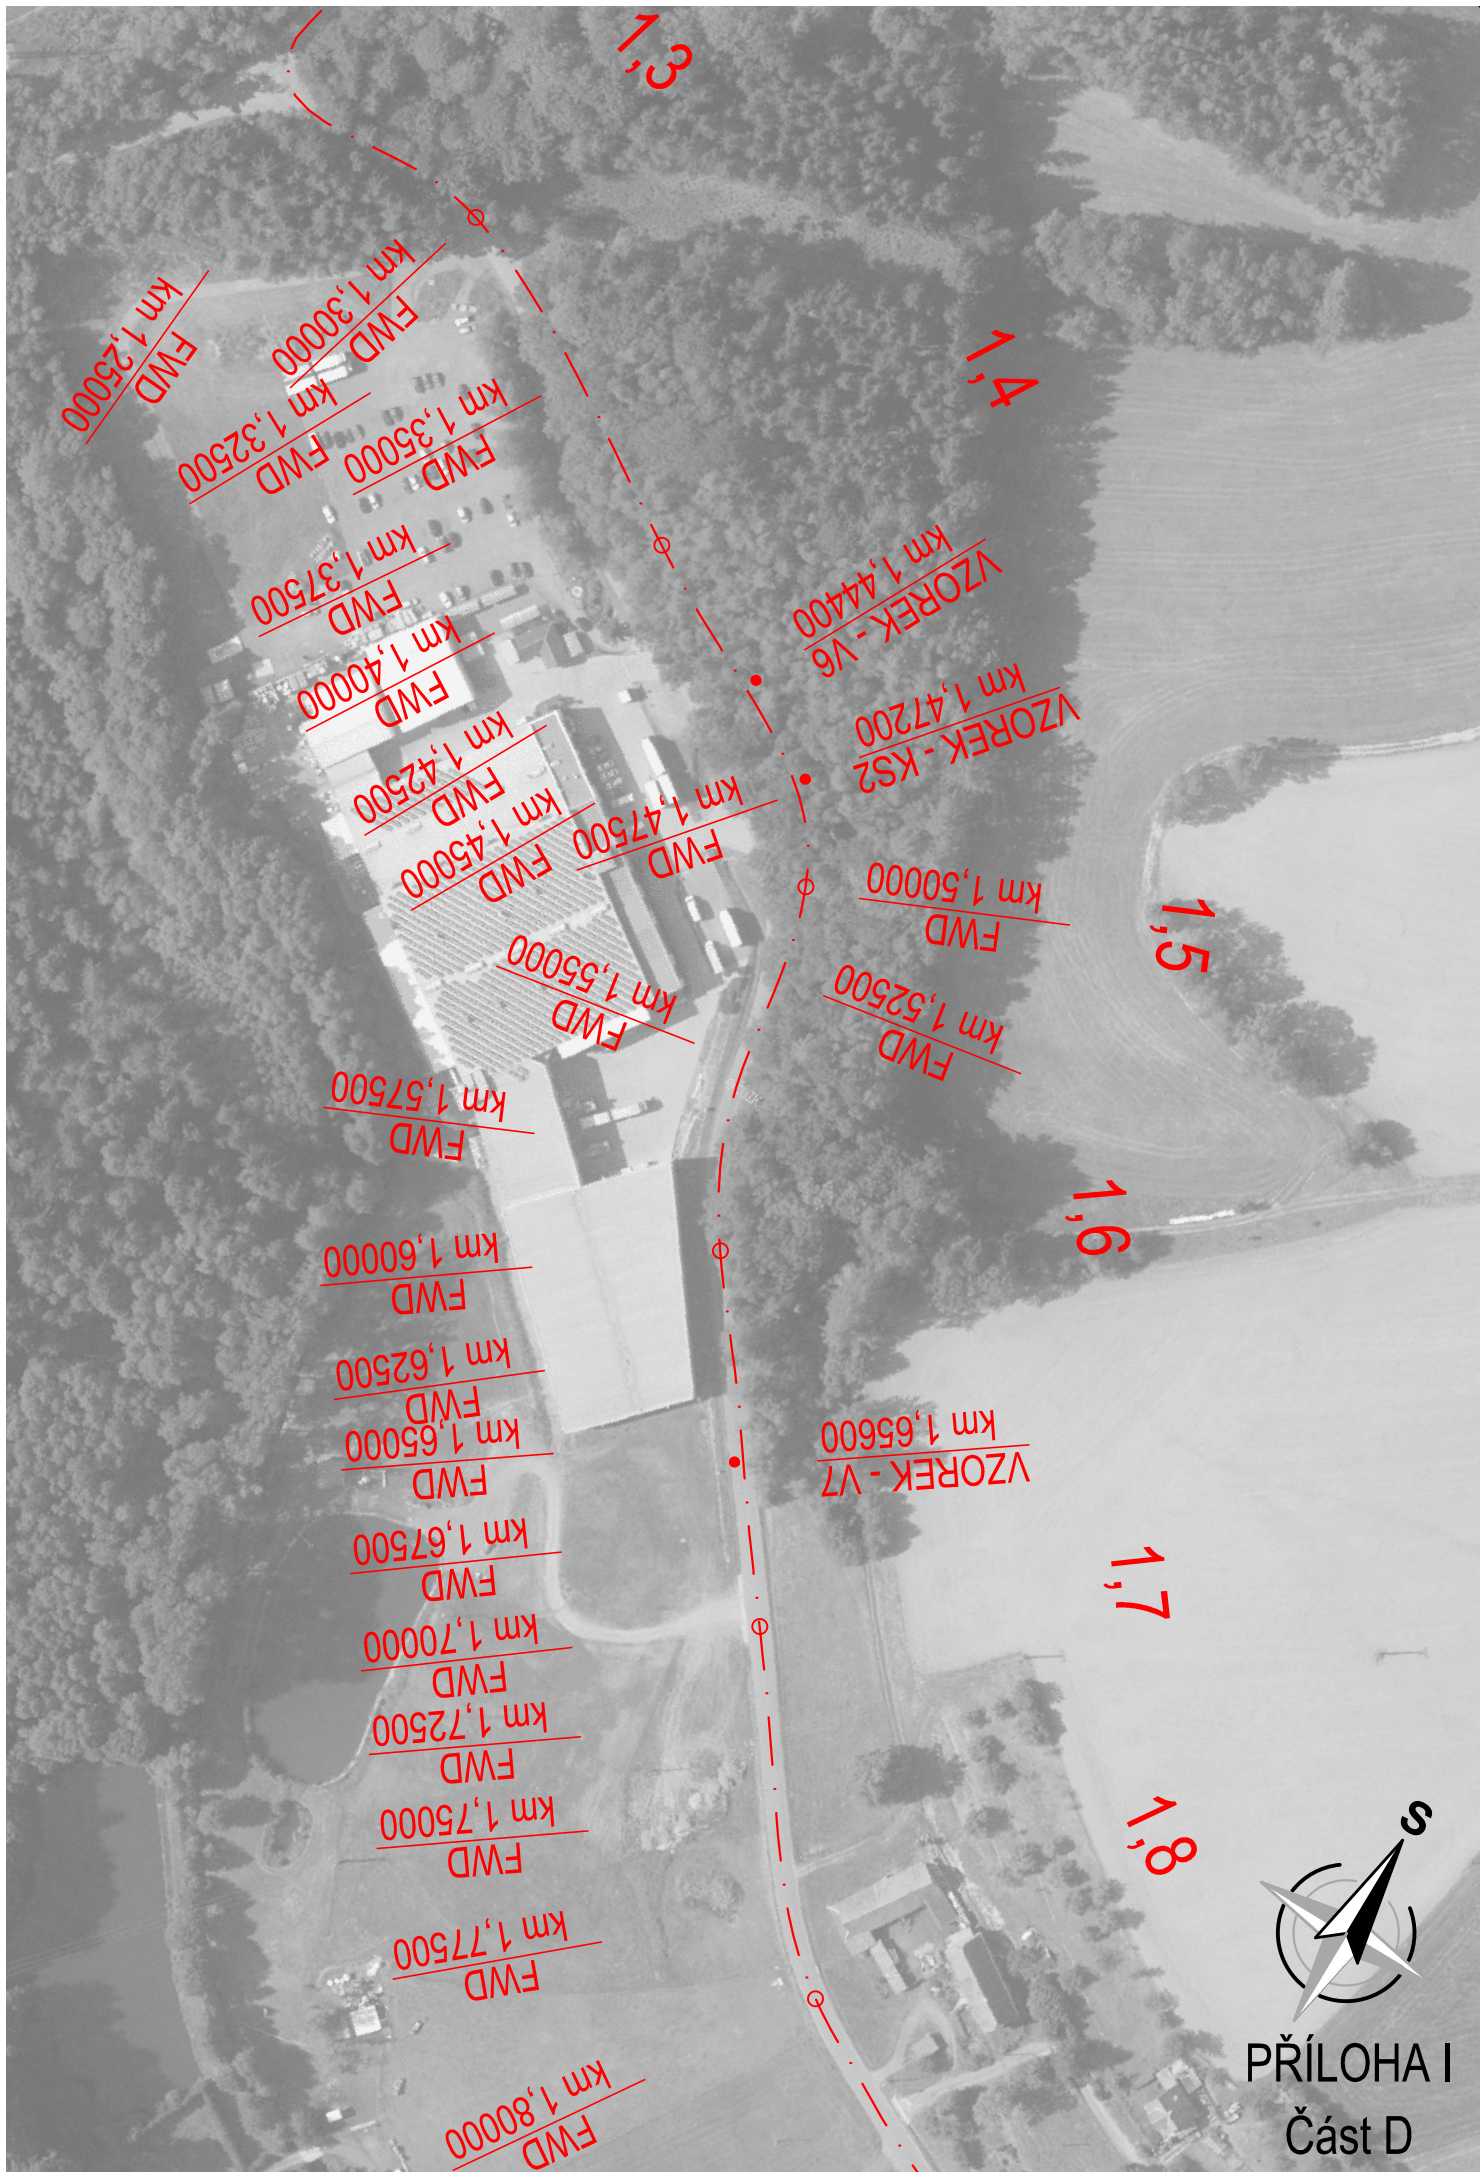 1,3
FWD
km 1,25000
FWD
km 1,30000
FWD
km 1,32500
FWD
km 1,35000
1,4
FWD
km 1,37500
FWD
km 1,40000
VZOREK - V6
km 1,44400
VZOREK - KS2
km 1,47200
FWD
km 1,42500
FWD
km 1,45000
FWD
km 1,47500
FWD
km 1,50000
1,5
FWD
km 1,52500
FWD
km 1,55000
FWD
km 1,57500
1,6
FWD
km 1,60000
FWD
km 1,62500
FWD
km 1,65000
VZOREK - V7
km 1,65600
FWD
km 1,67500
1,7
FWD
km 1,70000
FWD
km 1,72500
FWD
km 1,75000
1,8
FWD
km 1,77500
FWD
km 1,80000
S
PŘÍLOHA I
Část D